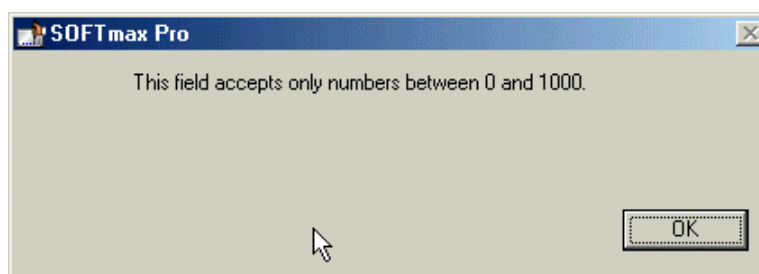 SOFTmax Pro
This field accepts only numbers between 0 and 1000.
OK